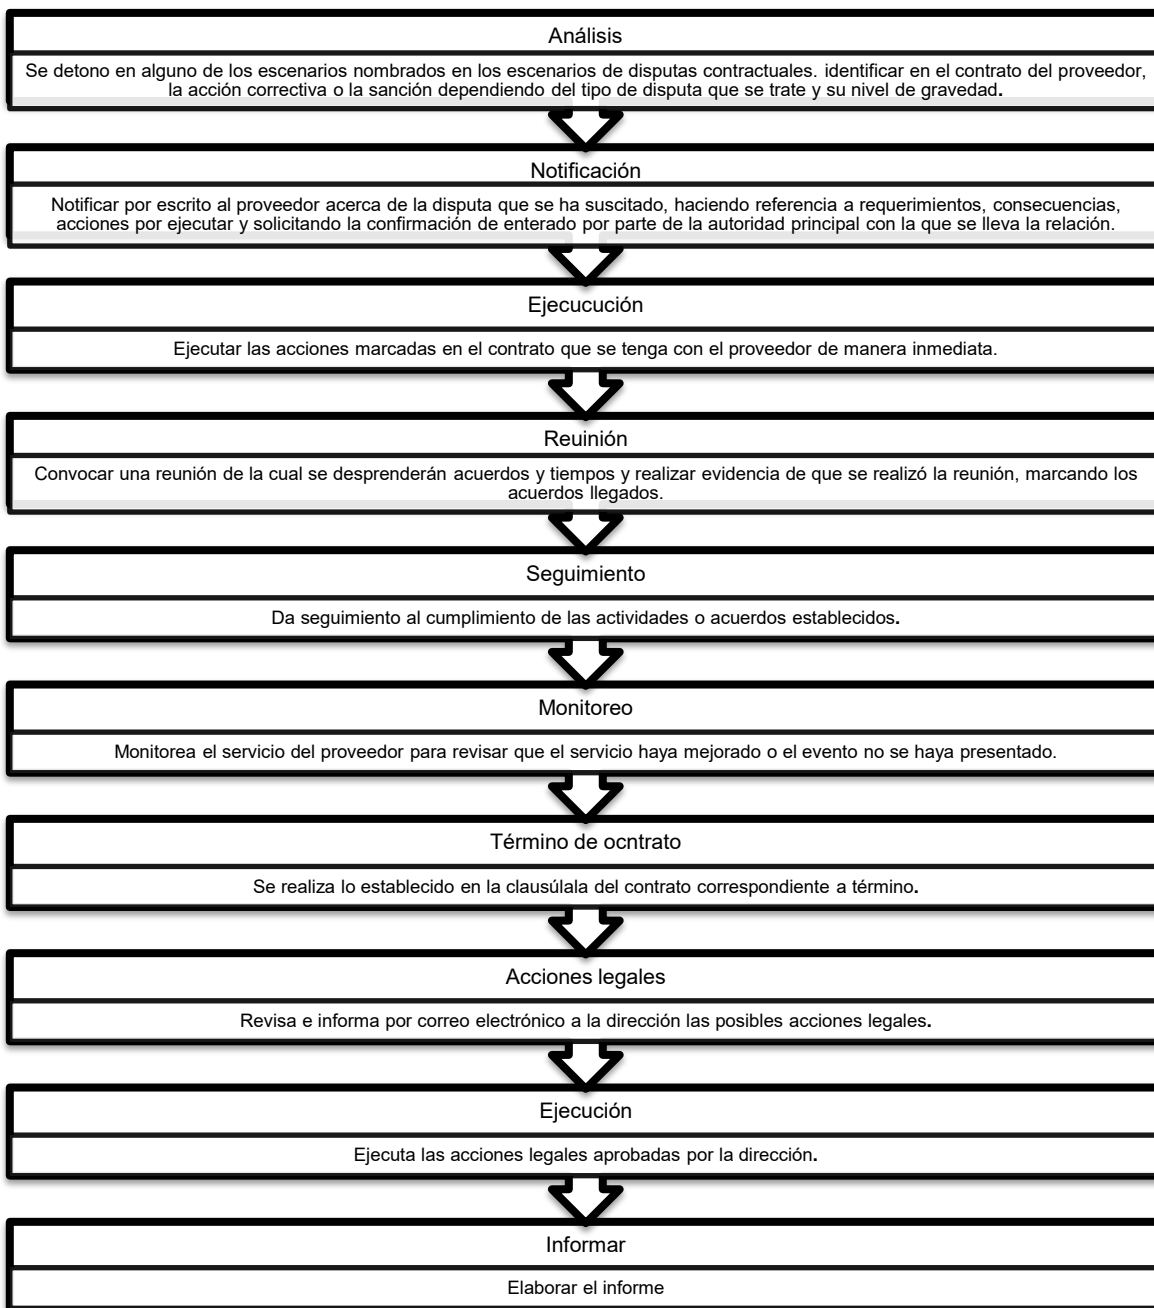 Análisis
Se detono en alguno de los escenarios nombrados en los escenarios de disputas contractuales. identificar en el contrato del proveedor,
la acción correctiva o la sanción dependiendo del tipo de disputa que se trate y su nivel de gravedad.
Notificación
Notificar por escrito al proveedor acerca de la disputa que se ha suscitado, haciendo referencia a requerimientos, consecuencias,
acciones por ejecutar y solicitando la confirmación de enterado por parte de la autoridad principal con la que se lleva la relación.
Ejecucución
Ejecutar las acciones marcadas en el contrato que se tenga con el proveedor de manera inmediata.
Reuinión
Convocar una reunión de la cual se desprenderán acuerdos y tiempos y realizar evidencia de que se realizó la reunión, marcando los
acuerdos llegados.
Seguimiento
Da seguimiento al cumplimiento de las actividades o acuerdos establecidos.
Monitoreo
Monitorea el servicio del proveedor para revisar que el servicio haya mejorado o el evento no se haya presentado.
Término de ocntrato
Se realiza lo establecido en la clausúlala del contrato correspondiente a término.
Acciones legales
Revisa e informa por correo electrónico a la dirección las posibles acciones legales.
Ejecución
Ejecuta las acciones legales aprobadas por la dirección.
Informar
Elaborar el informe